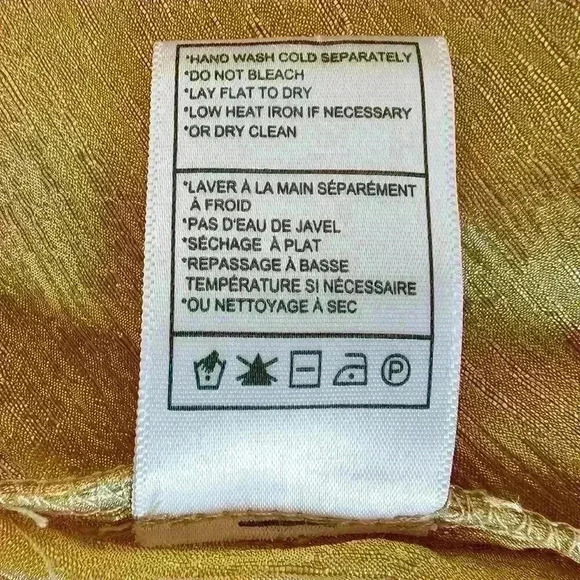 *HAND WASH COLD SEPARATELY
*DO NOT BLEACH
*LAY FLAT TO DRY
*LOW HEAT IRON IF NECESSARY
*OR DRY CLEAN
*LAVER À LA MAIN SÉPARÉMENT
À FROID
*PAS D'EAU DE JAVEL
*SÉCHAGE À PLAT
*REPASSAGE À BASSE
TEMPÉRATURE SI NÉCESSAIRE
*OU NETTOYAGE À SEC
P